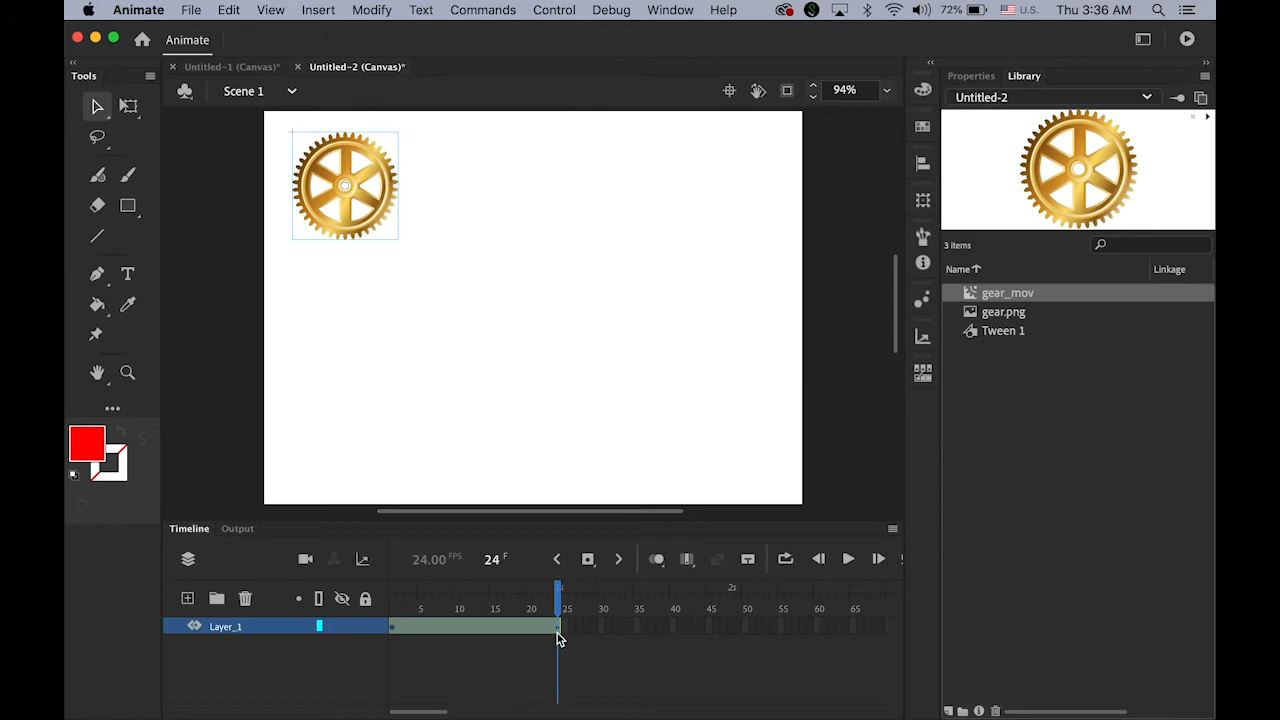 Animate File Edit View Insert Modify Text Commands Control Debug Window Help 72% U.S. Thu 3:36 AM
Animate
Tools
Untitled-1 (Canvas)* Untitled-2 (Canvas)*
Properties Library
Scene 1 94%
Untitled-2
3 items
Name Linkage
gear_mov
gear.png
Tween 1
T
Timeline Output
24.00 FPS 24 F
2s
5 10 15 20 25 30 35 40 45 50 55 60 65
Layer_1